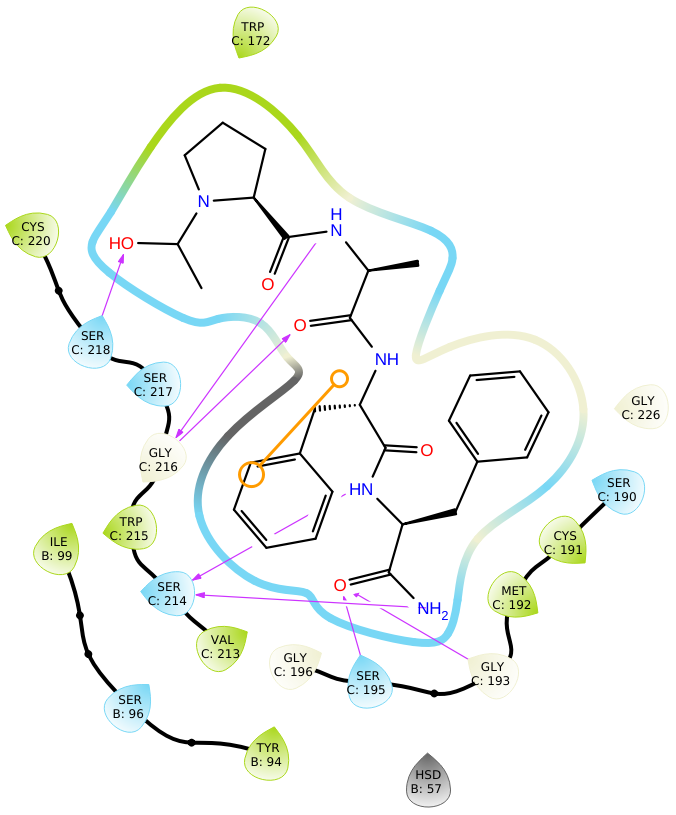 TRP
C: 172
CYS
C: 220
N
H
N
HO
O
SER
C: 218
O
NH
SER
C: 217
GLY
C: 226
GLY
C: 216
O
HN
SER
C: 190
TRP
C: 215
CYS
C: 191
ILE
B: 99
SER
C: 214
O
NH2
MET
C: 192
VAL
C: 213
GLY
C: 196
SER
C: 195
GLY
C: 193
SER
B: 96
TYR
B: 94
HSD
B: 57